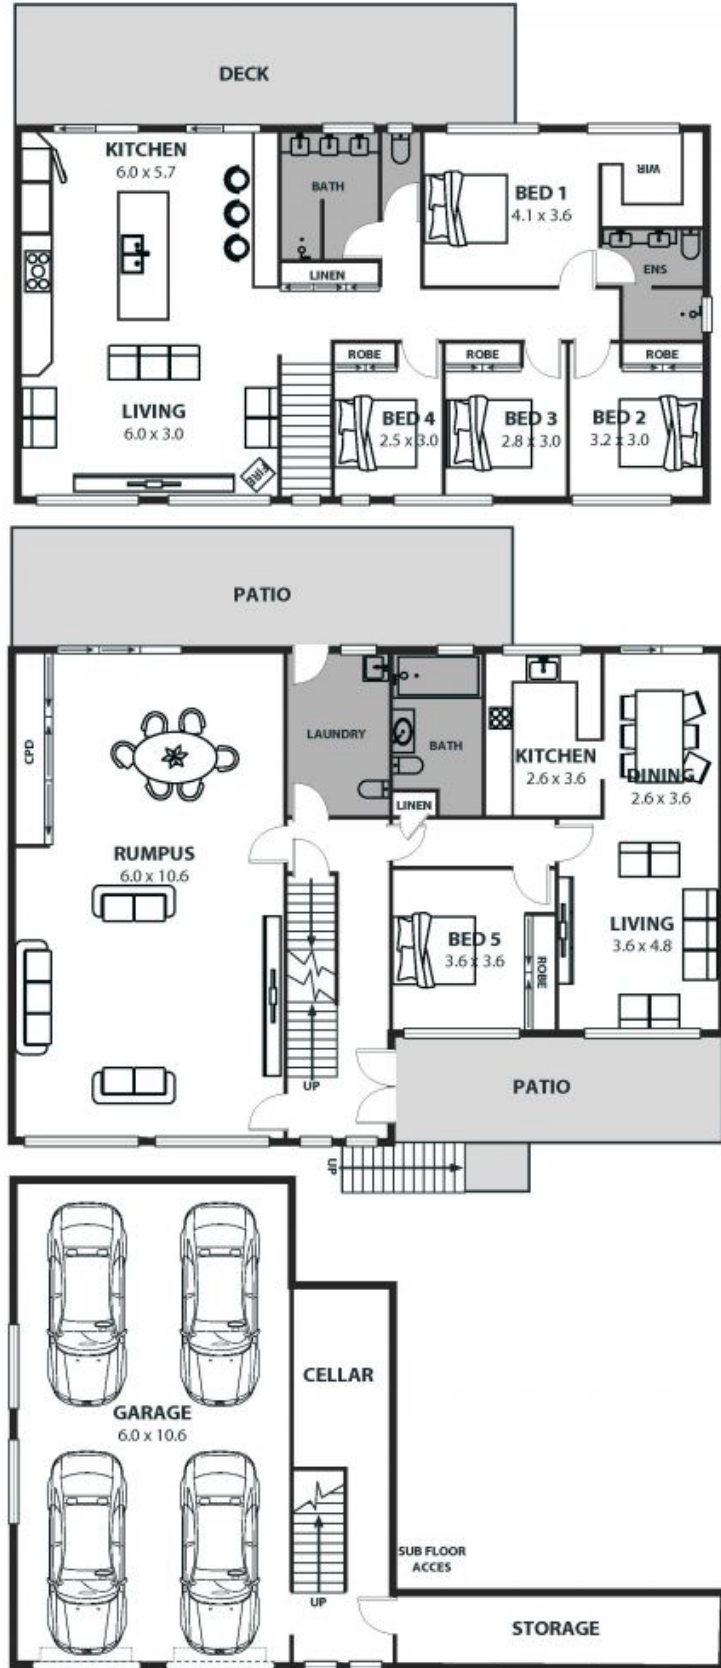 DECK
KITCHEN
6.0 x 5.7
BATH
LINEN
BED 1
4.1 x 3.6
WIR
ENS
ROBE
ROBE
ROBE
LIVING
6.0 x 3.0
FIRE
BED 4
2.5 x 3.0
BED 3
2.8 x 3.0
BED 2
3.2 x 3.0
PATIO
CPD
LAUNDRY
BATH
LINEN
KITCHEN
2.6 x 3.6
DINING
2.6 x 3.6
RUMPUS
6.0 x 10.6
BED 5
3.6 x 3.6
ROBE
LIVING
3.6 x 4.8
UP
PATIO
UP
GARAGE
6.0 x 10.6
CELLAR
UP
SUB FLOOR
ACCES
STORAGE